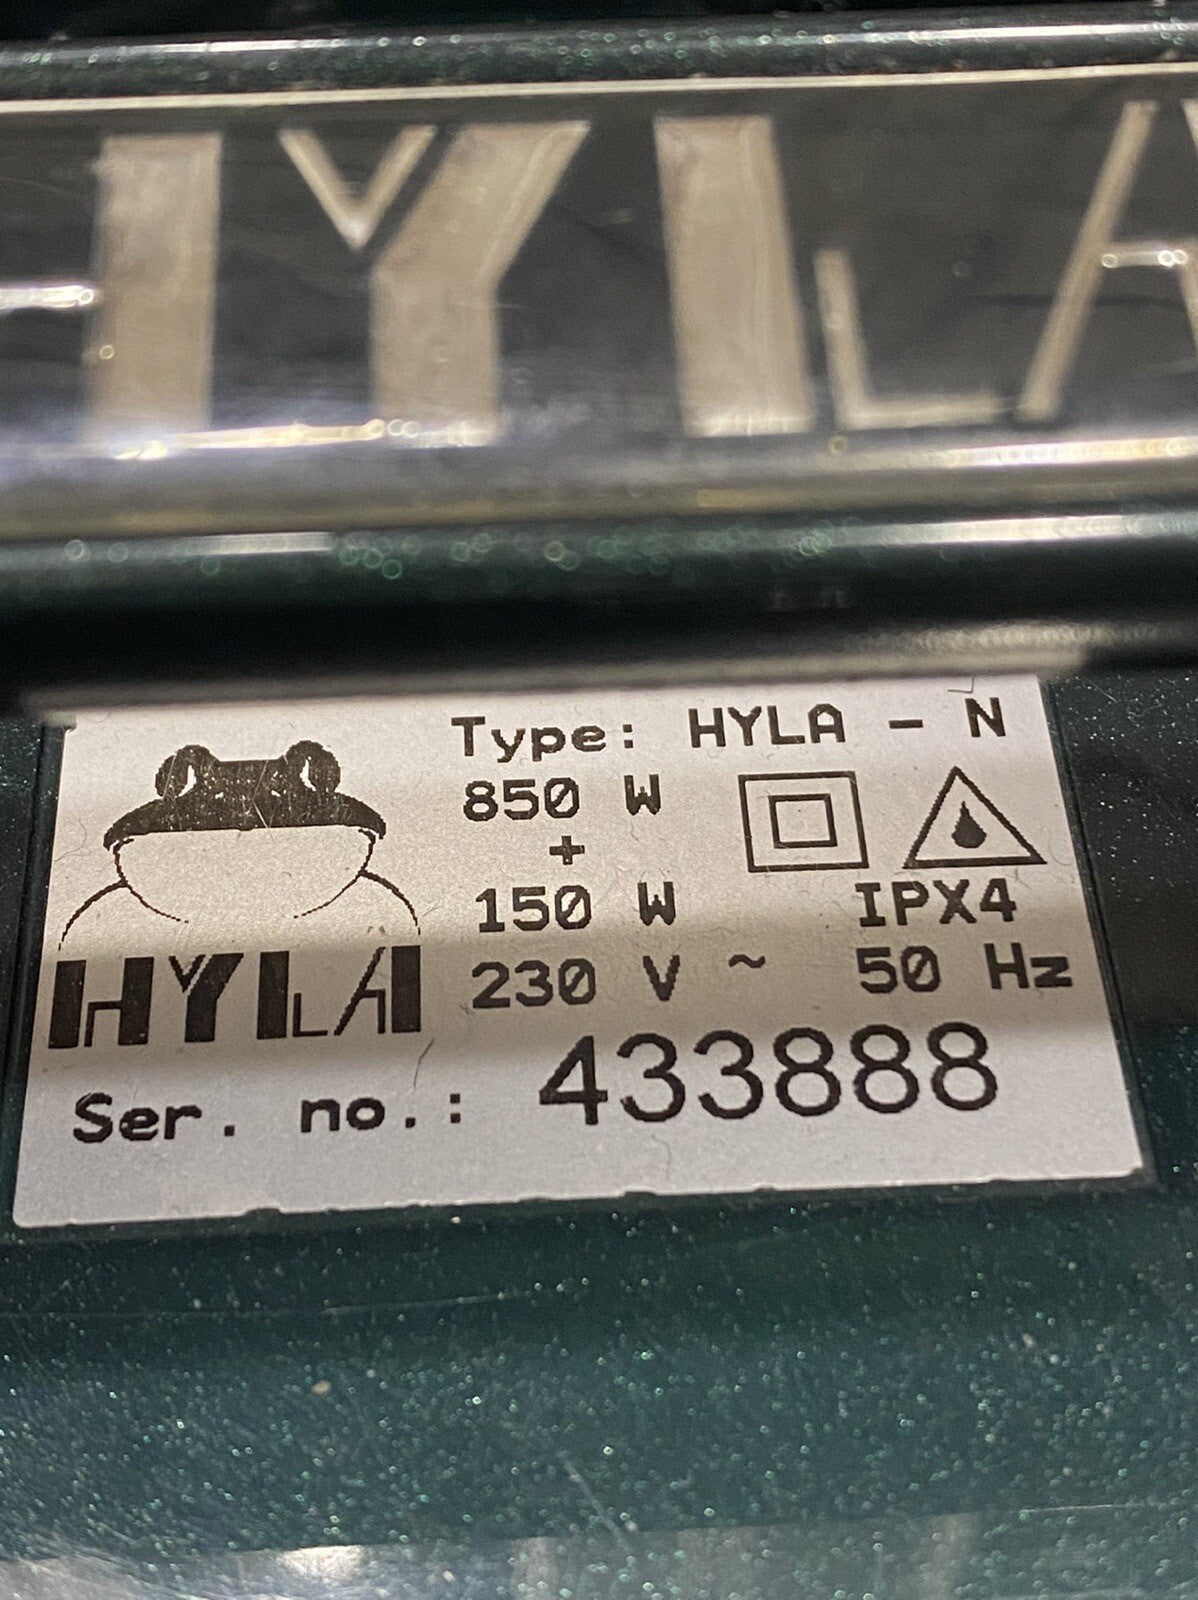 HYLA
Type: HYLA - N
850 W
+
150 W IPX4
HYLA 230 V ~ 50 Hz
Ser. no.: 433888